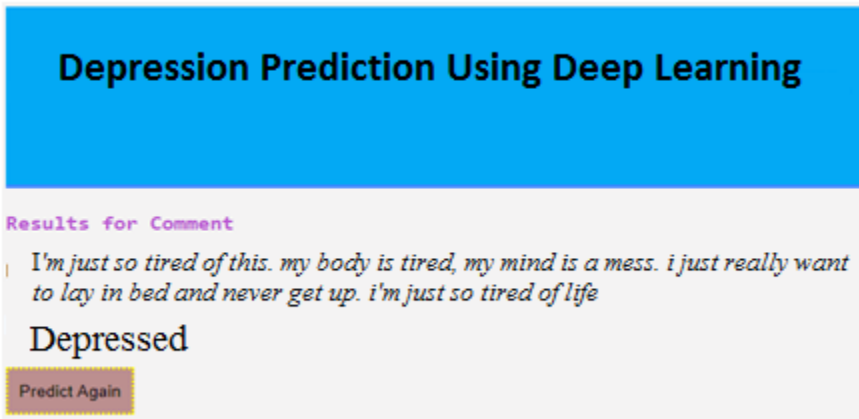 Depression Prediction Using Deep Learning
Results for Comment
I'm just so tired of this. my body is tired, my mind is a mess. i just really want
to lay in bed and never get up. i'm just so tired of life
Depressed
Predict Again